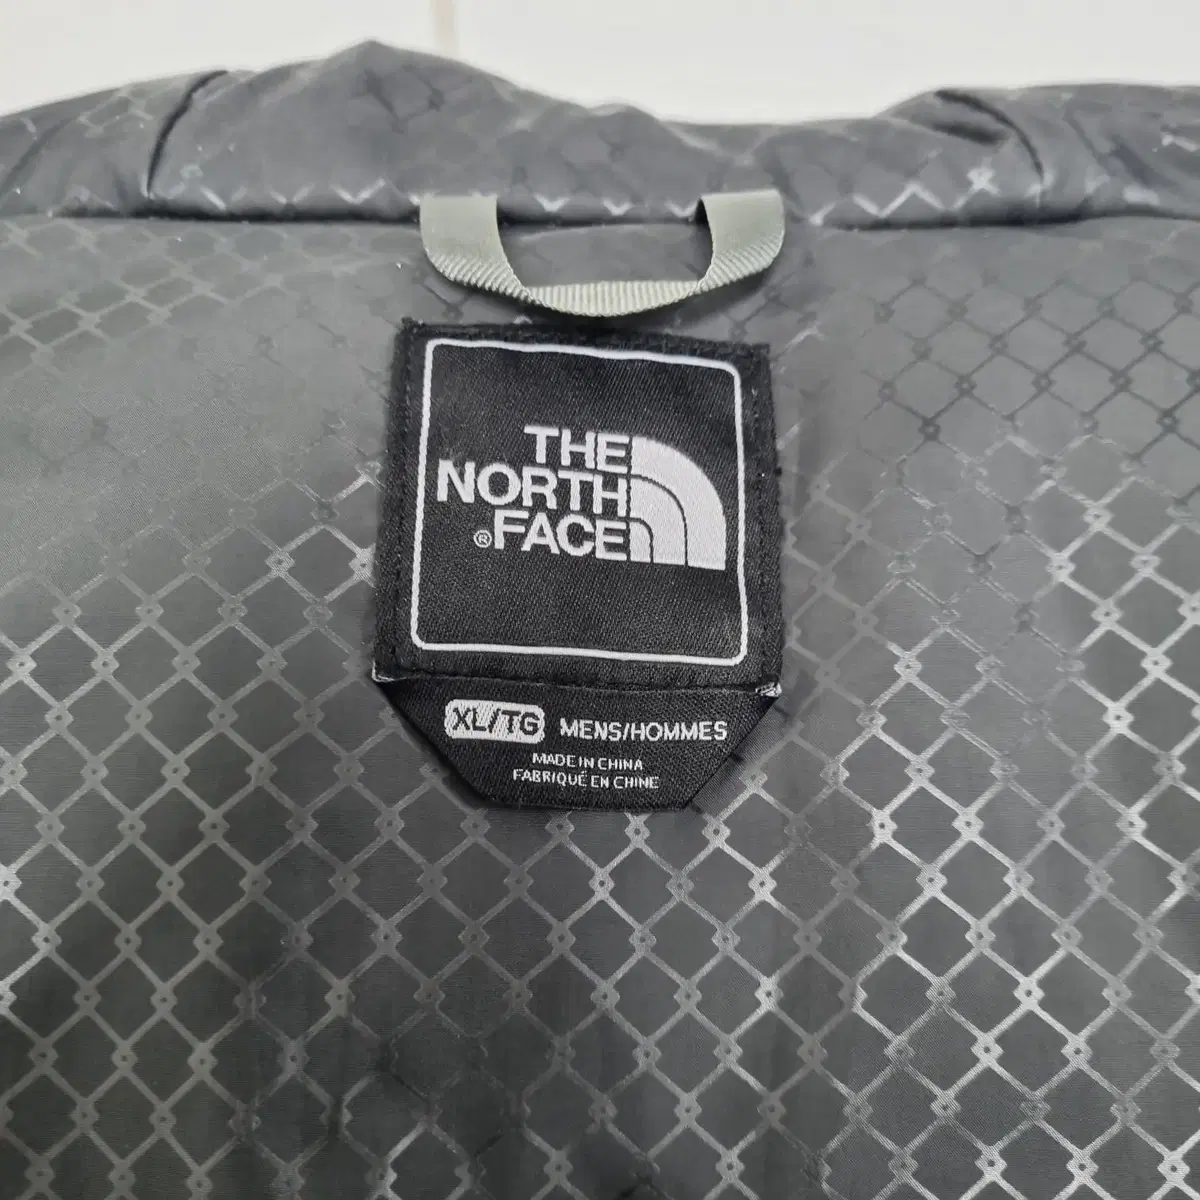 THE
NORTH
®FACE
XL/TG MENS/HOMMES
MADE IN CHINA
FABRIQUÉ EN CHINE